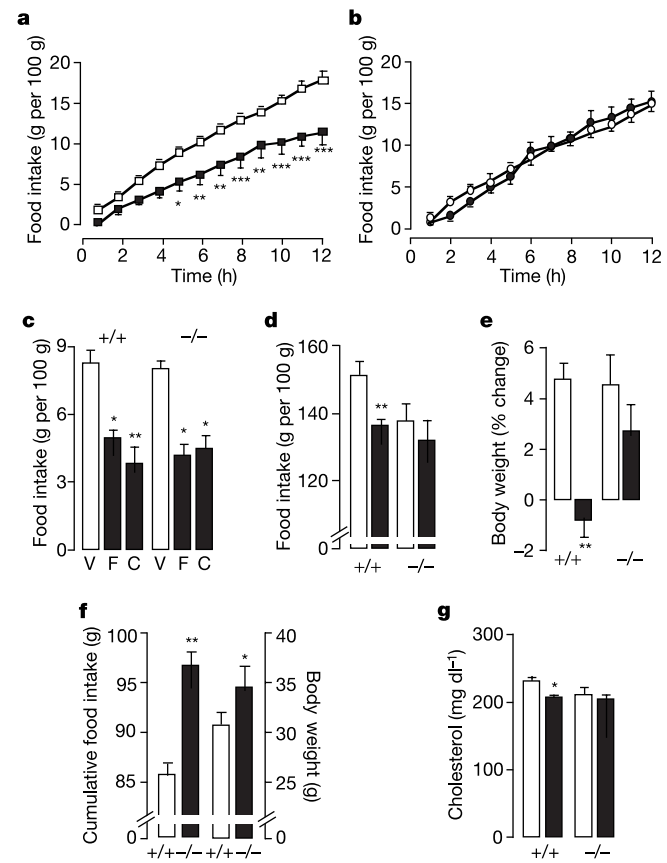 a
Food intake (g per 100 g)
20
15
10
5
0
* ** ** *** ** *** *** ***
0 2 4 6 8 10 12
Time (h)
b
Food intake (g per 100 g)
20
15
10
5
0
0 2 4 6 8 10 12
Time (h)
c
+/+ –/–
Food intake (g per 100 g)
9
6
3
0
* ** * *
V F C V F C
d
Food intake (g per 100 g)
160
140
120
0
**
+/+ –/–
e
Body weight (% change)
6
4
2
0
–2
**
+/+ –/–
f
Cumulative food intake (g)
100
95
90
85
0
** *
40
35
30
25
0
Body weight (g)
+/+ –/– +/+ –/–
g
Cholesterol (mg dl–1)
300
200
100
0
*
+/+ –/–